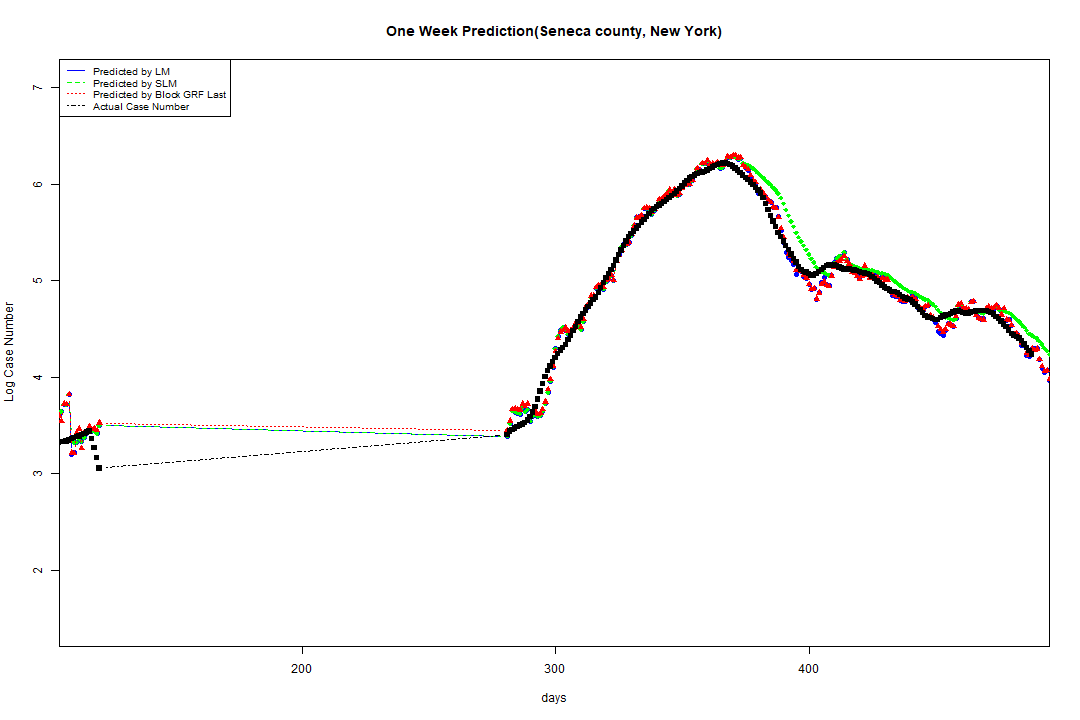 One Week Prediction(Seneca county, New York)
Predicted by LM
Predicted by SLM
Predicted by Block GRF Last
Actual Case Number
7
6
5
4
3
2
Log Case Number
200 300 400
days